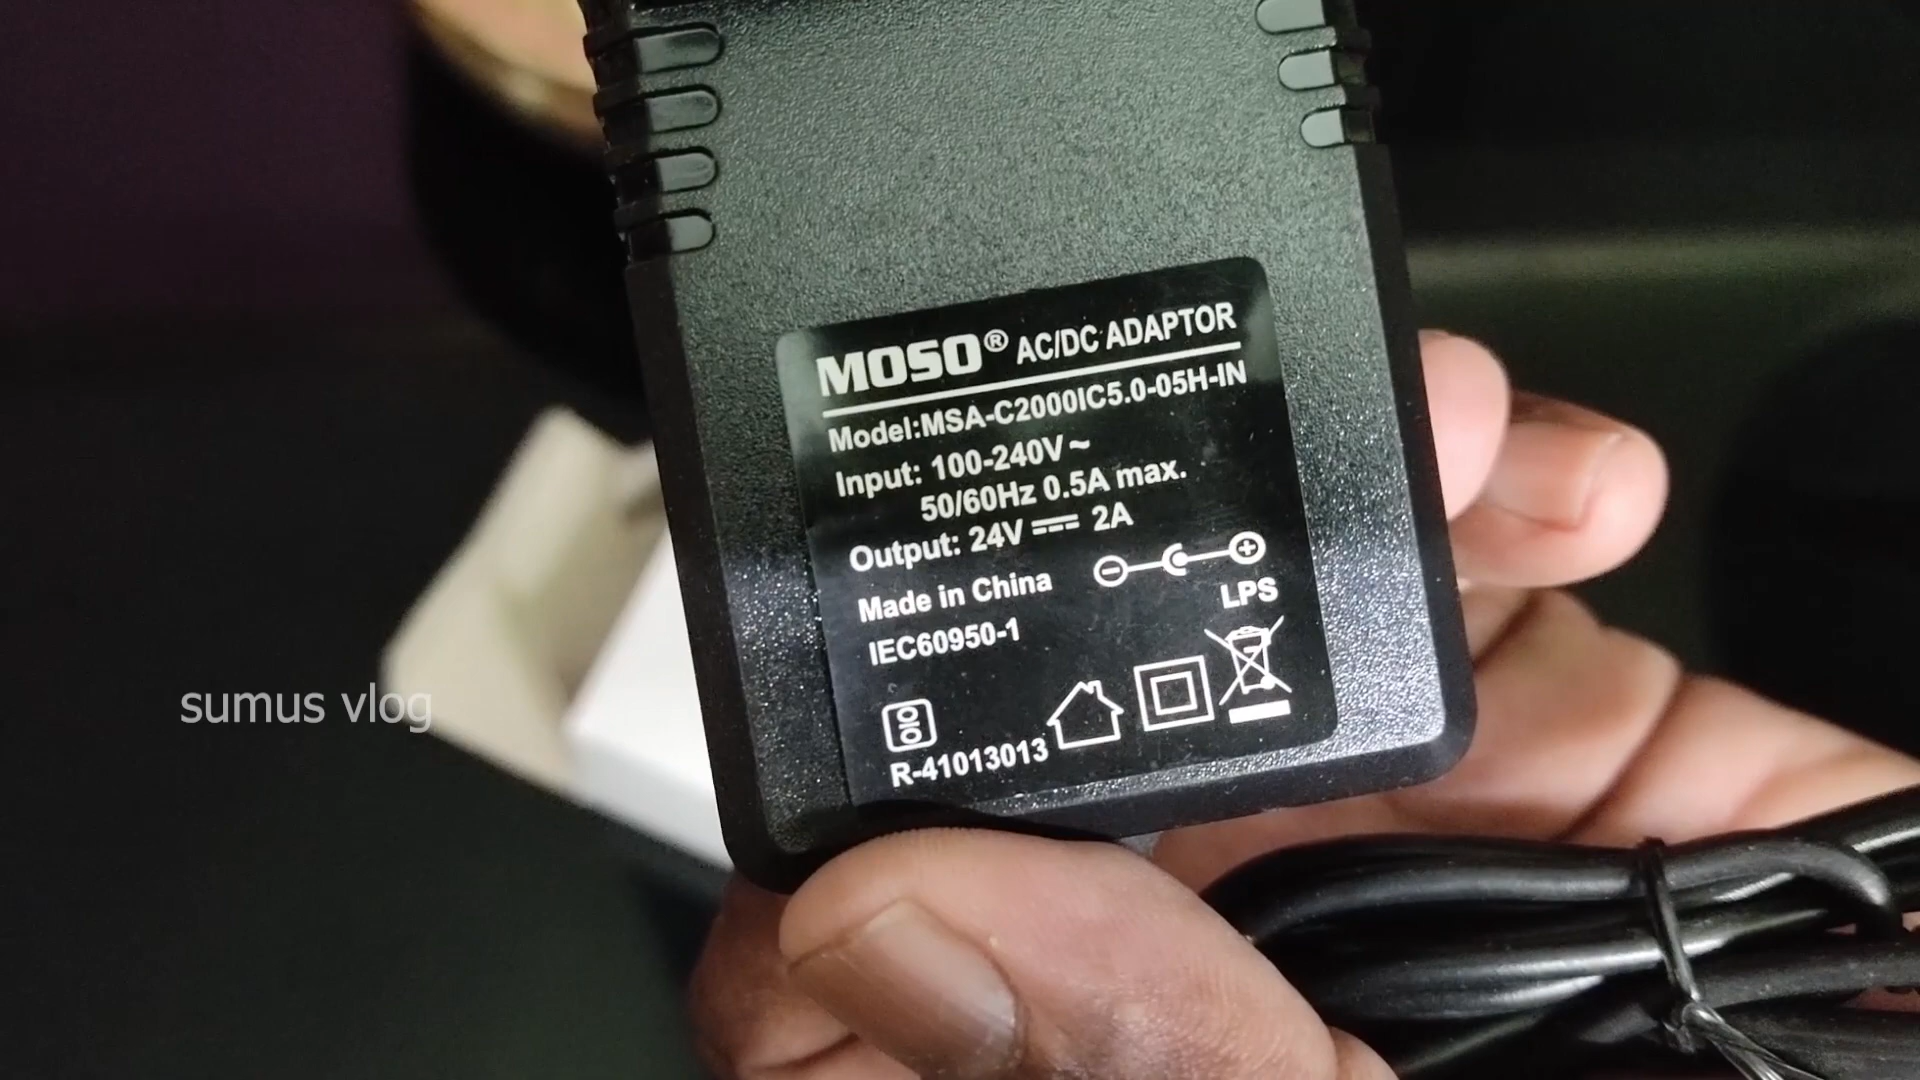 MOSO® AC/DC ADAPTOR
Model:MSA-C2000IC5.0-05H-IN
Input: 100-240V~
50/60Hz 0.5A max.
Output: 24V ⎓ 2A
Made in China
LPS
IEC60950-1
R-41013013
sumus vlog